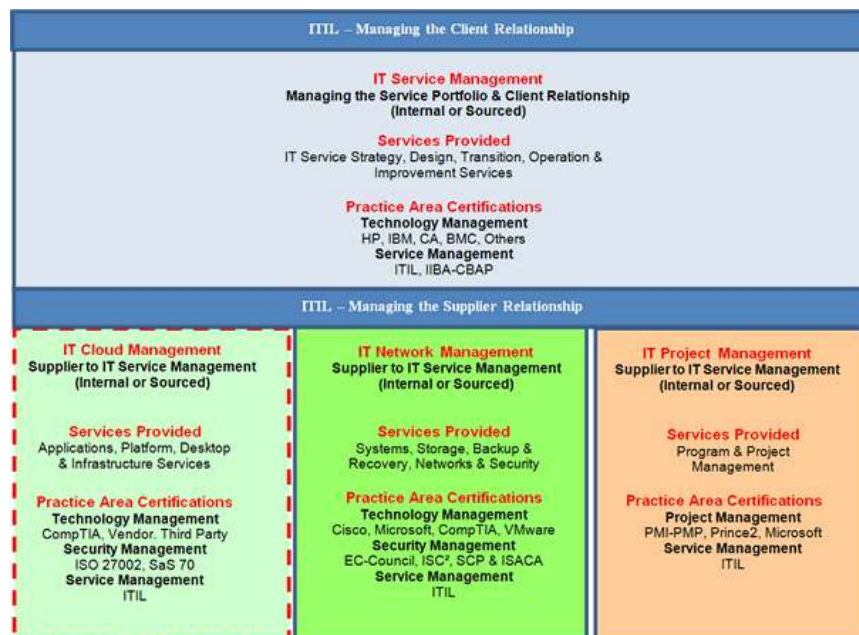 ITIL – Managing the Client Relationship
IT Service Management
Managing the Service Portfolio & Client Relationship
(Internal or Sourced)
Services Provided
IT Service Strategy, Design, Transition, Operation &
Improvement Services
Practice Area Certifications
Technology Management
HP, IBM, CA, BMC, Others
Service Management
ITIL, IIBA-CBAP
ITIL – Managing the Supplier Relationship
IT Cloud Management
Supplier to IT Service Management
(Internal or Sourced)
Services Provided
Applications, Platform, Desktop
& Infrastructure Services
Practice Area Certifications
Technology Management
CompTIA, Vendor. Third Party
Security Management
ISO 27002, SaS 70
Service Management
ITIL
IT Network Management
Supplier to IT Service Management
(Internal or Sourced)
Services Provided
Systems, Storage, Backup &
Recovery, Networks & Security
Practice Area Certifications
Technology Management
Cisco, Microsoft, CompTIA, VMware
Security Management
EC-Council, ISC², SCP & ISACA
Service Management
ITIL
IT Project Management
Supplier to IT Service Management
(Internal or Sourced)
Services Provided
Program & Project
Management
Practice Area Certifications
Project Management
PMI-PMP, Prince2, Microsoft
Service Management
ITIL